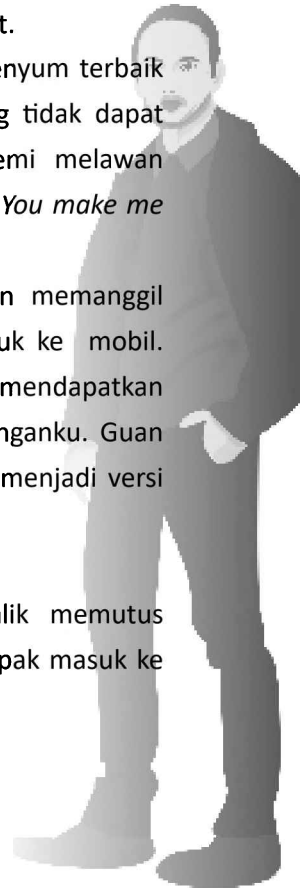 t.
enyum terbaik
g tidak dapat
emi melawan
You make me
n memanggil
uk ke mobil.
mendapatkan
nganku. Guan
menjadi versi
lik memutus
pak masuk ke